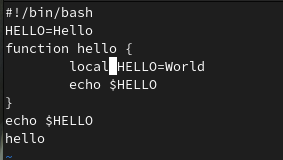 #!/bin/bash
HELLO=Hello
function hello {
        local HELLO=World
        echo $HELLO
}
echo $HELLO
hello
~